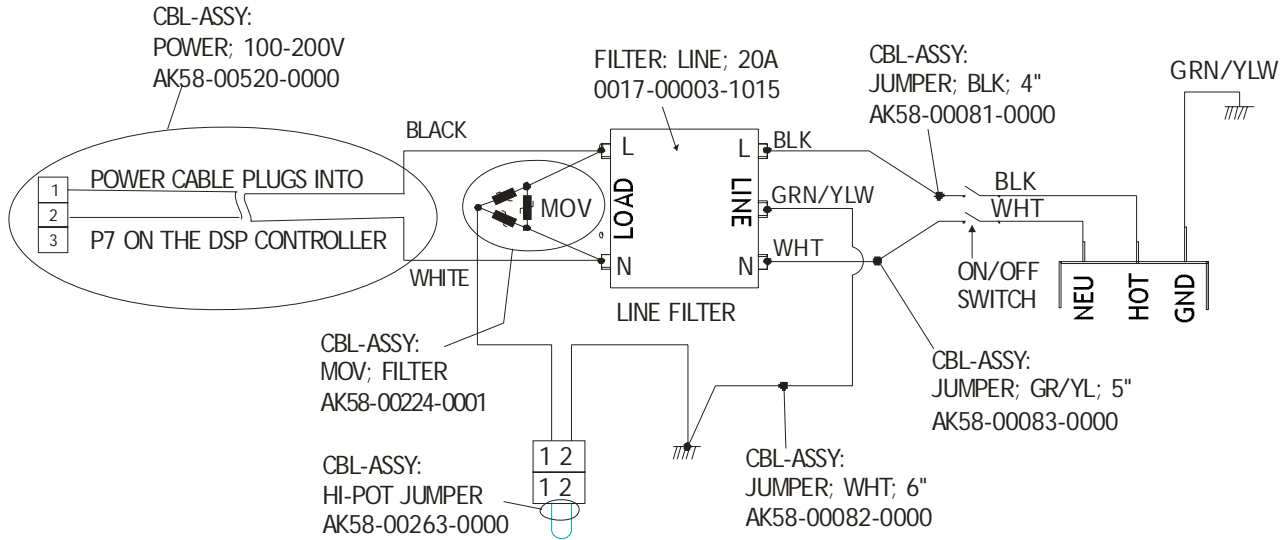 CBL-ASSY:
POWER; 100-200V
AK58-00520-0000
FILTER: LINE; 20A
0017-00003-1015
CBL-ASSY:
JUMPER; BLK; 4"
AK58-00081-0000
GRN/YLW
BLACK
L
L
BLK
1
POWER CABLE PLUGS INTO
2
3
P7 ON THE DSP CONTROLLER
MOV
LOAD
LINE
GRN/YLW
BLK
WHT
WHITE
N
N
WHT
ON/OFF
SWITCH
NEU
HOT
GND
LINE FILTER
CBL-ASSY:
MOV; FILTER
AK58-00224-0001
CBL-ASSY:
JUMPER; GR/YL; 5"
AK58-00083-0000
1 2
1 2
CBL-ASSY:
HI-POT JUMPER
AK58-00263-0000
CBL-ASSY:
JUMPER; WHT; 6"
AK58-00082-0000